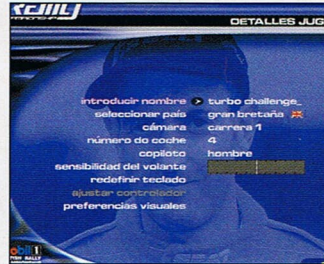 DETALLES JUG
introducir nombre turbo challenge_
seleccionar país gran bretaña
cámara carrera 1
número de coche 4
copiloto hombre
sensibilidad del volante
redefinir teclado
ajustar controlador
preferencias visuales